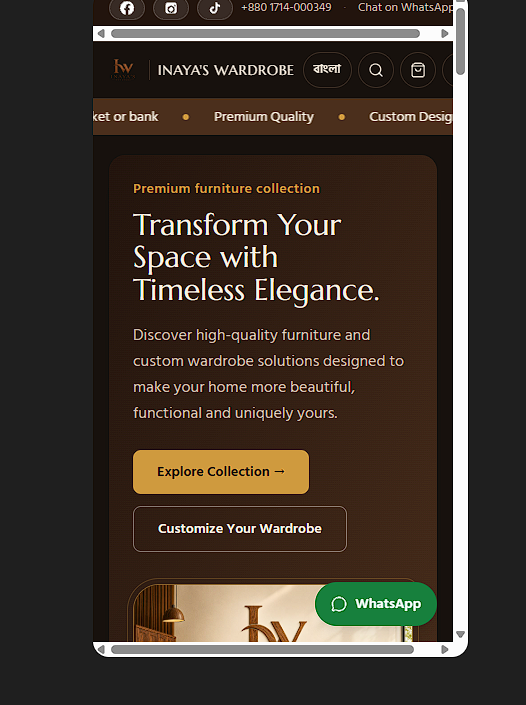 +880 1714-000349 · Chat on WhatsApp
INAYA'S WARDROBE বাংলা
ket or bank • Premium Quality • Custom Desig
Premium furniture collection
Transform Your
Space with
Timeless Elegance.
Discover high-quality furniture and
custom wardrobe solutions designed to
make your home more beautiful,
functional and uniquely yours.
Explore Collection →
Customize Your Wardrobe
WhatsApp